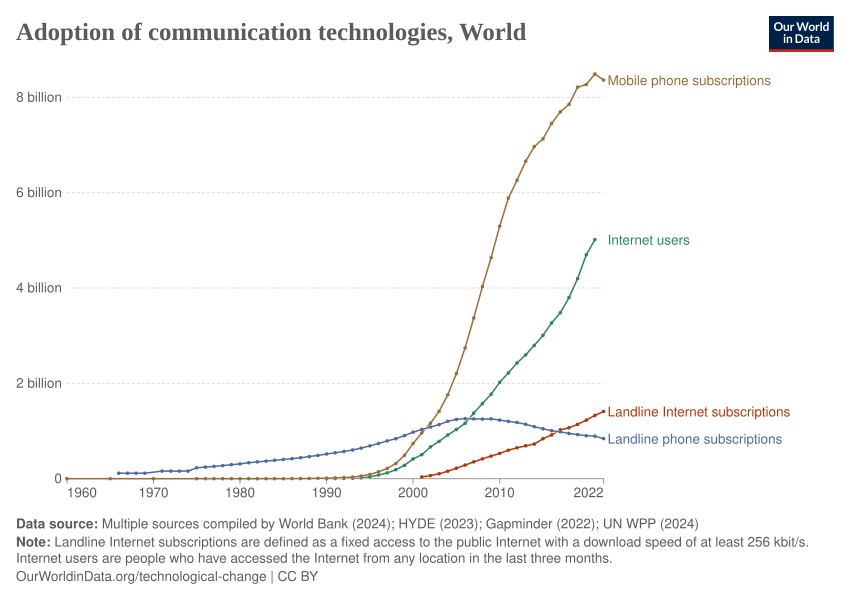 Adoption of communication technologies, World
Our World
in Data
8 billion
6 billion
4 billion
2 billion
0
Mobile phone subscriptions
Internet users
Landline Internet subscriptions
Landline phone subscriptions
1960 1970 1980 1990 2000 2010 2022
Data source: Multiple sources compiled by World Bank (2024); HYDE (2023); Gapminder (2022); UN WPP (2024)
Note: Landline Internet subscriptions are defined as a fixed access to the public Internet with a download speed of at least 256 kbit/s.
Internet users are people who have accessed the Internet from any location in the last three months.
OurWorldinData.org/technological-change | CC BY